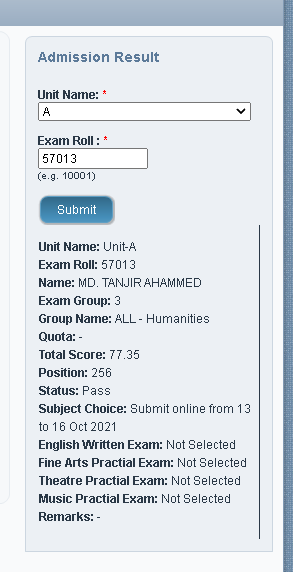 Admission Result
Unit Name: *
A
Exam Roll : *
57013
(e.g. 10001)
Submit
Unit Name: Unit-A
Exam Roll: 57013
Name: MD. TANJIR AHAMMED
Exam Group: 3
Group Name: ALL - Humanities
Quota: -
Total Score: 77.35
Position: 256
Status: Pass
Subject Choice: Submit online from 13
to 16 Oct 2021
English Written Exam: Not Selected
Fine Arts Practial Exam: Not Selected
Theatre Practial Exam: Not Selected
Music Practial Exam: Not Selected
Remarks: -